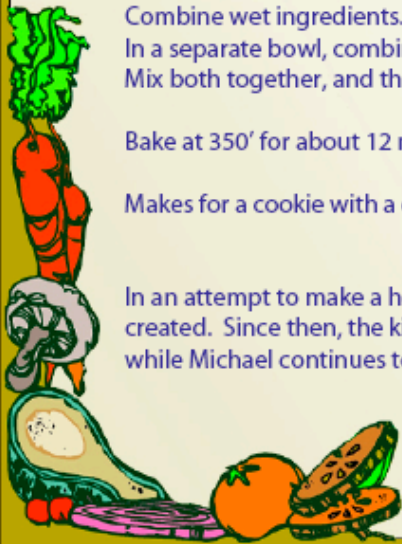 Combine wet ingredients.
In a separate bowl, combi
Mix both together, and th
Bake at 350' for about 12
Makes for a cookie with a
In an attempt to make a h
created. Since then, the ki
while Michael continues t